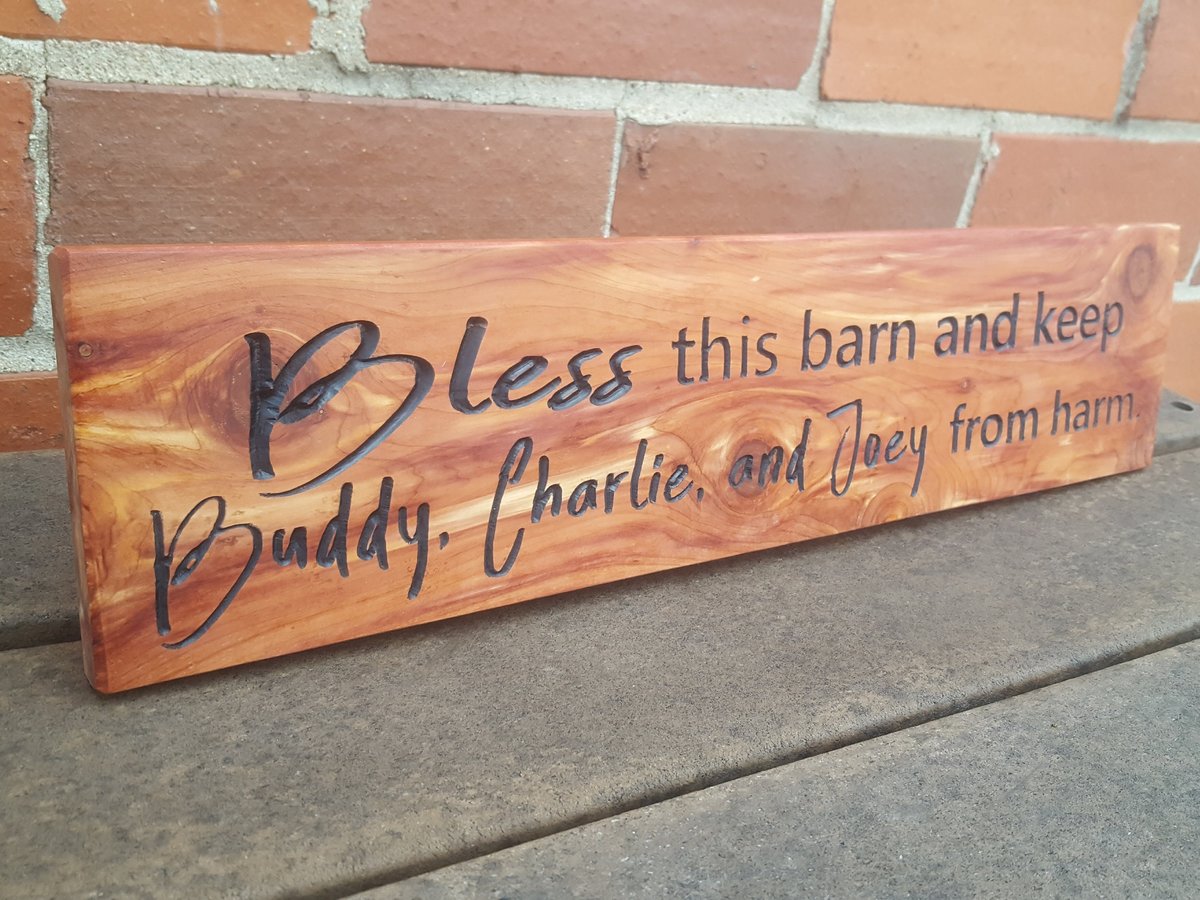 Bless this barn and keep
Buddy, Charlie, and Joey from harm.